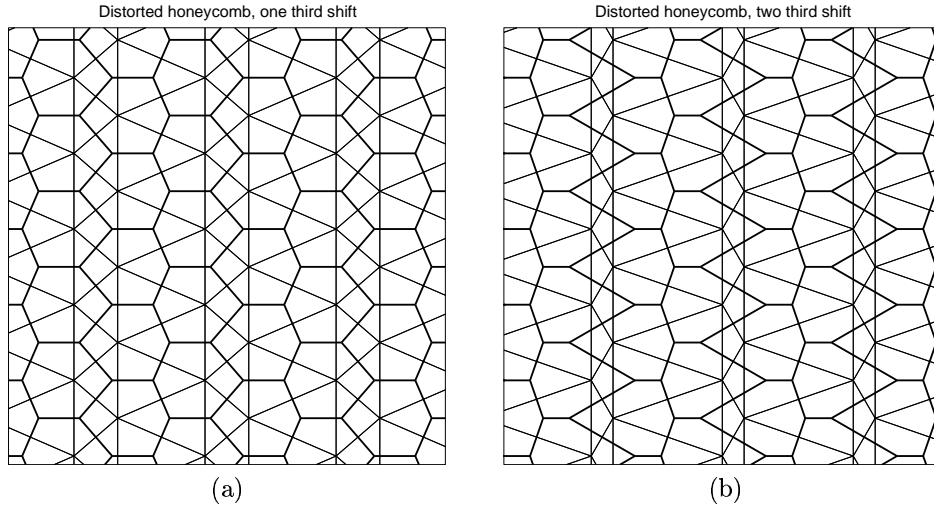 Distorted honeycomb, one third shift
Distorted honeycomb, two third shift
(a)
(b)